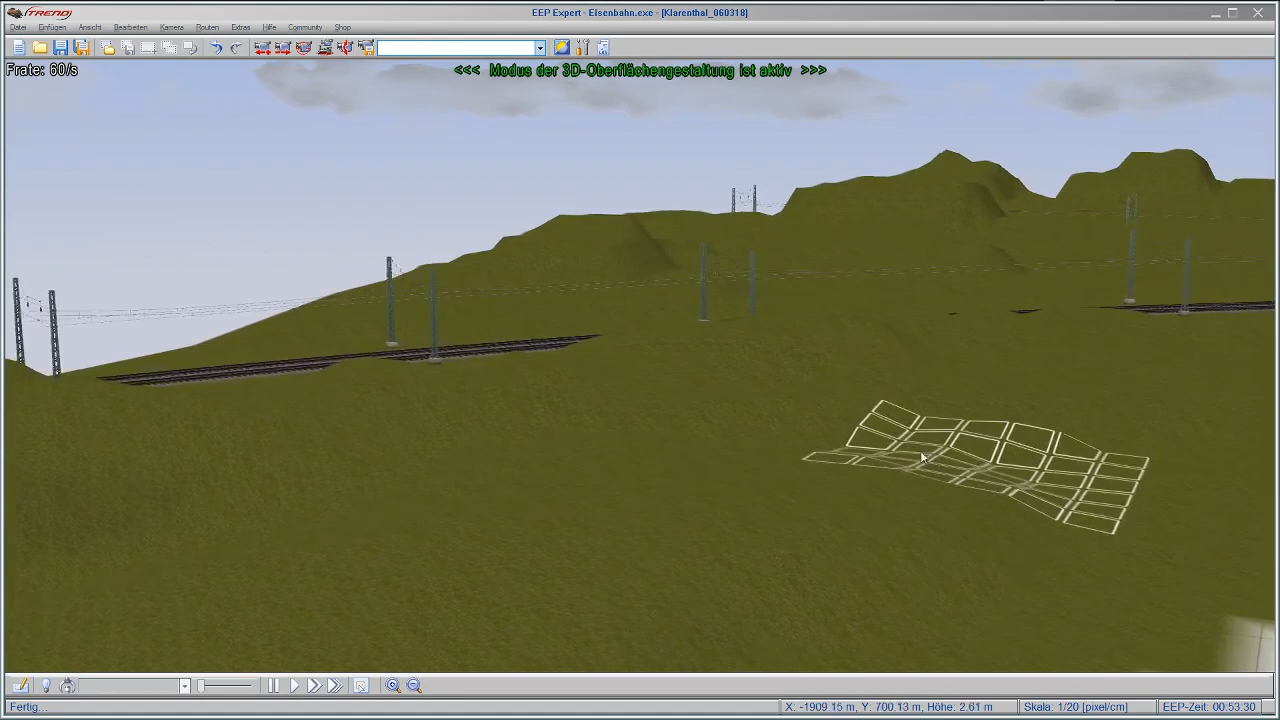 EEP Expert - Eisenbahn.exe - [Klarenthal_060318]
TREND
Datei Einfügen Ansicht Bearbeiten Kamera Routen Extras Hilfe Community Shop
Frate: 60/s
<<< Modus der 3D-Oberflächengestaltung ist aktiv >>>
Fertig...
X: -1909.15 m, Y: 700.13 m, Höhe: 2.61 m
Skala: 1/20 [pixel/cm]
EEP-Zeit: 00:53.30